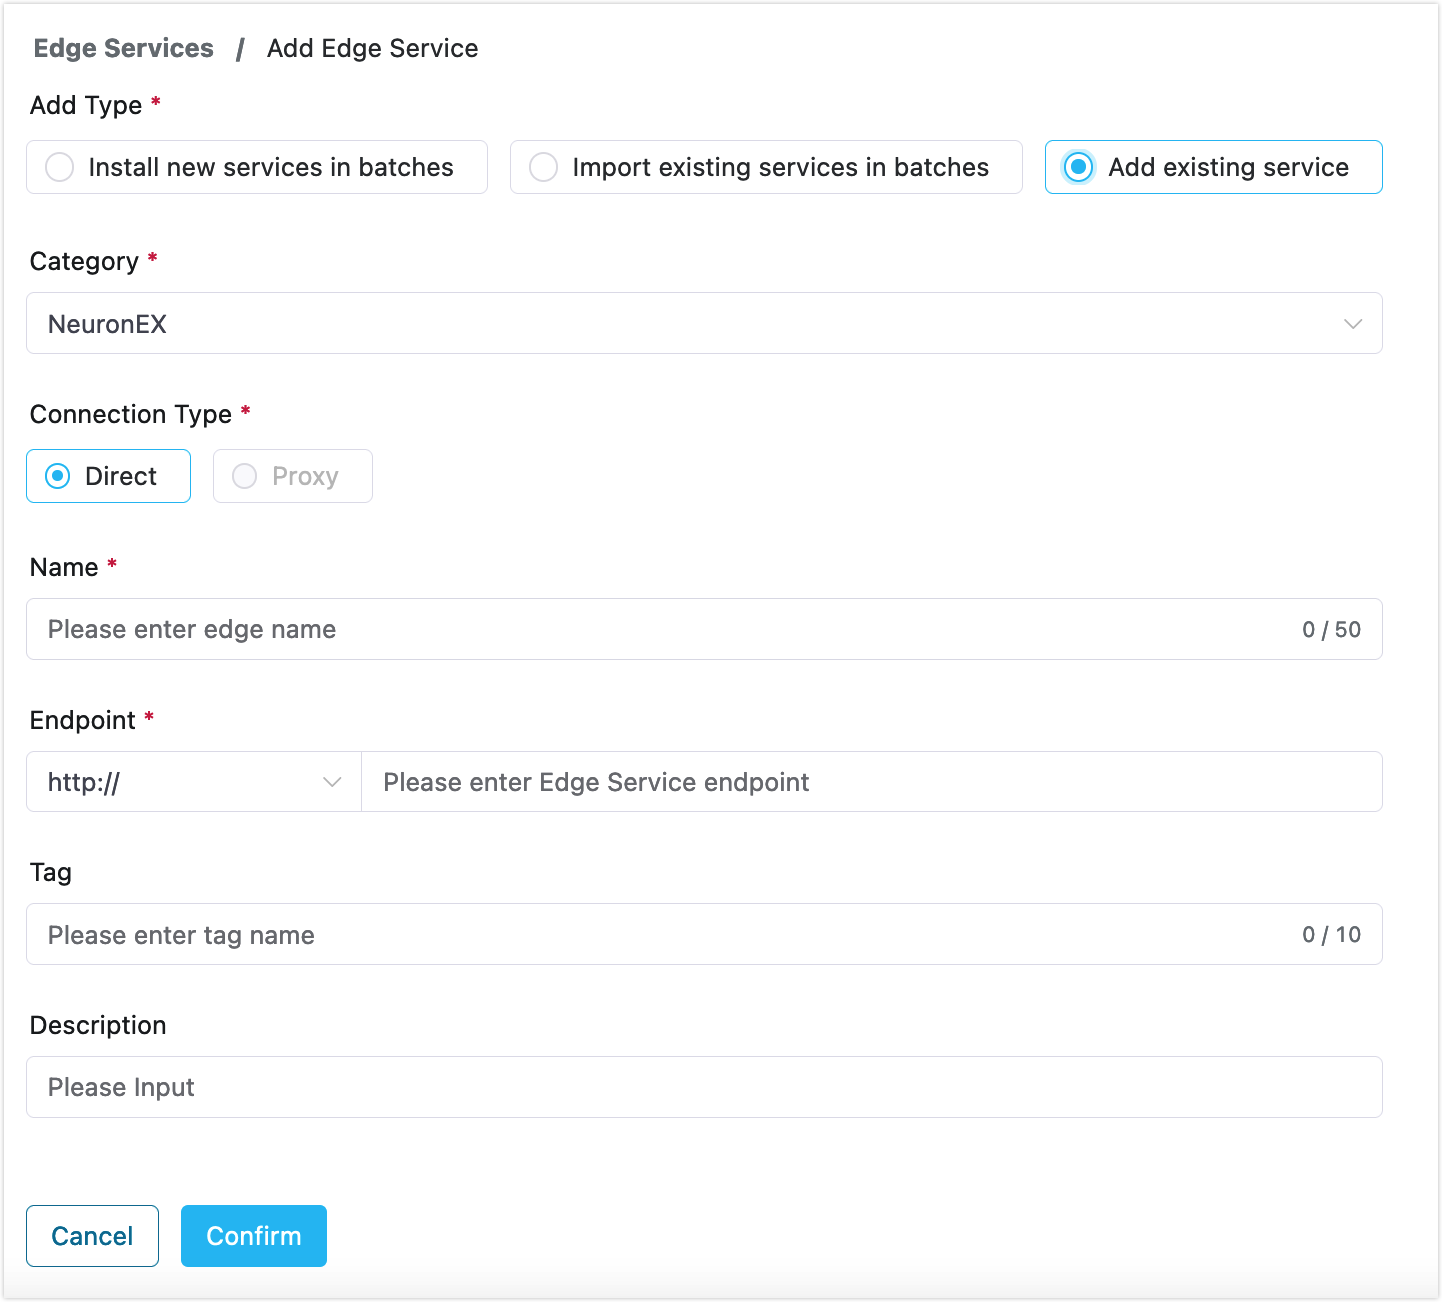 Edge Services / Add Edge Service
Add Type *
Install new services in batches
Import existing services in batches
Add existing service
Category *
NeuronEX
Connection Type *
Direct
Proxy
Name *
Please enter edge name
0 / 50
Endpoint *
http://
Please enter Edge Service endpoint
Tag
Please enter tag name
0 / 10
Description
Please Input
Cancel
Confirm